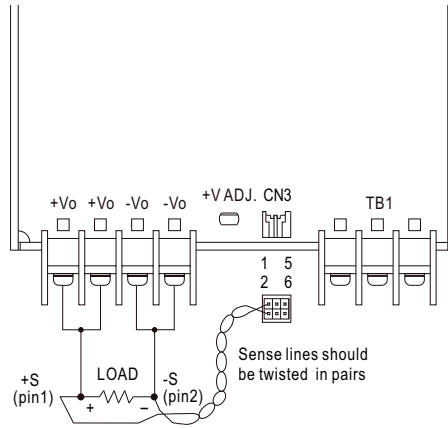 +Vo +Vo -Vo -Vo +V ADJ. CN3 TB1
1 5
2 6
Sense lines should
be twisted in pairs
+S
(pin1)
LOAD
-S
(pin2)
+ −